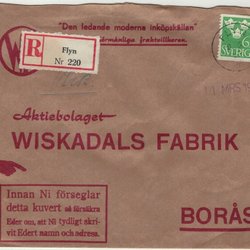 "Den ledande moderna inköpskällan"
R
Flyn
Nr 220
förmånliga fraktvillkoren.
SVERIGE
Aktiebolaget
WISKADALS FABRIK
Innan Ni förseglar
detta kuvert så försäkra
Eder om, att Ni tydligt skri-
vit Edert namn och adress.
BORÅS